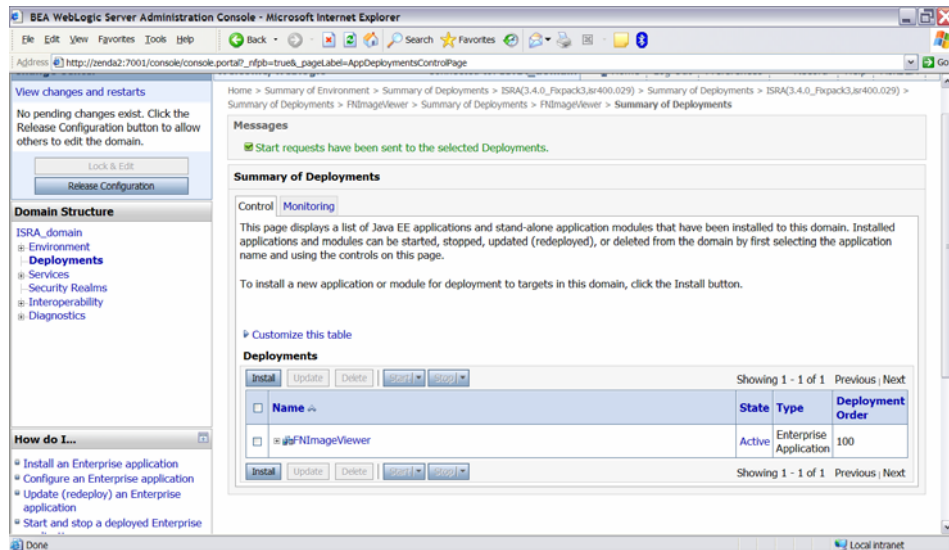 BEA WebLogic Server Administration Console - Microsoft Internet Explorer
File Edit View Favorites Tools Help
Back Search Favorites
Address http://zenda2:7001/console/console.portal?_nfpb=true&_pageLabel=AppDeploymentsControlPage Go
View changes and restarts
No pending changes exist. Click the
Release Configuration button to allow
others to edit the domain.
Lock & Edit
Release Configuration
Domain Structure
ISRA_domain
Environment
Deployments
Services
Security Realms
Interoperability
Diagnostics
How do I...
Install an Enterprise application
Configure an Enterprise application
Update (redeploy) an Enterprise
application
Start and stop a deployed Enterprise
Home > Summary of Environment > Summary of Deployments > ISRA(3.4.0_Fixpack3,isr400.029) > Summary of Deployments > ISRA(3.4.0_Fixpack3,isr400.029) >
Summary of Deployments > FNImageViewer > Summary of Deployments > FNImageViewer > Summary of Deployments
Messages
Start requests have been sent to the selected Deployments.
Summary of Deployments
Control Monitoring
This page displays a list of Java EE applications and stand-alone application modules that have been installed to this domain. Installed
applications and modules can be started, stopped, updated (redeployed), or deleted from the domain by first selecting the application
name and using the controls on this page.
To install a new application or module for deployment to targets in this domain, click the Install button.
Customize this table
Deployments
Install Update Delete Start Stop Showing 1 - 1 of 1 Previous | Next
Name State Type Deployment
Order
FNImageViewer Active Enterprise
Application 100
Install Update Delete Start Stop Showing 1 - 1 of 1 Previous | Next
Done Local intranet